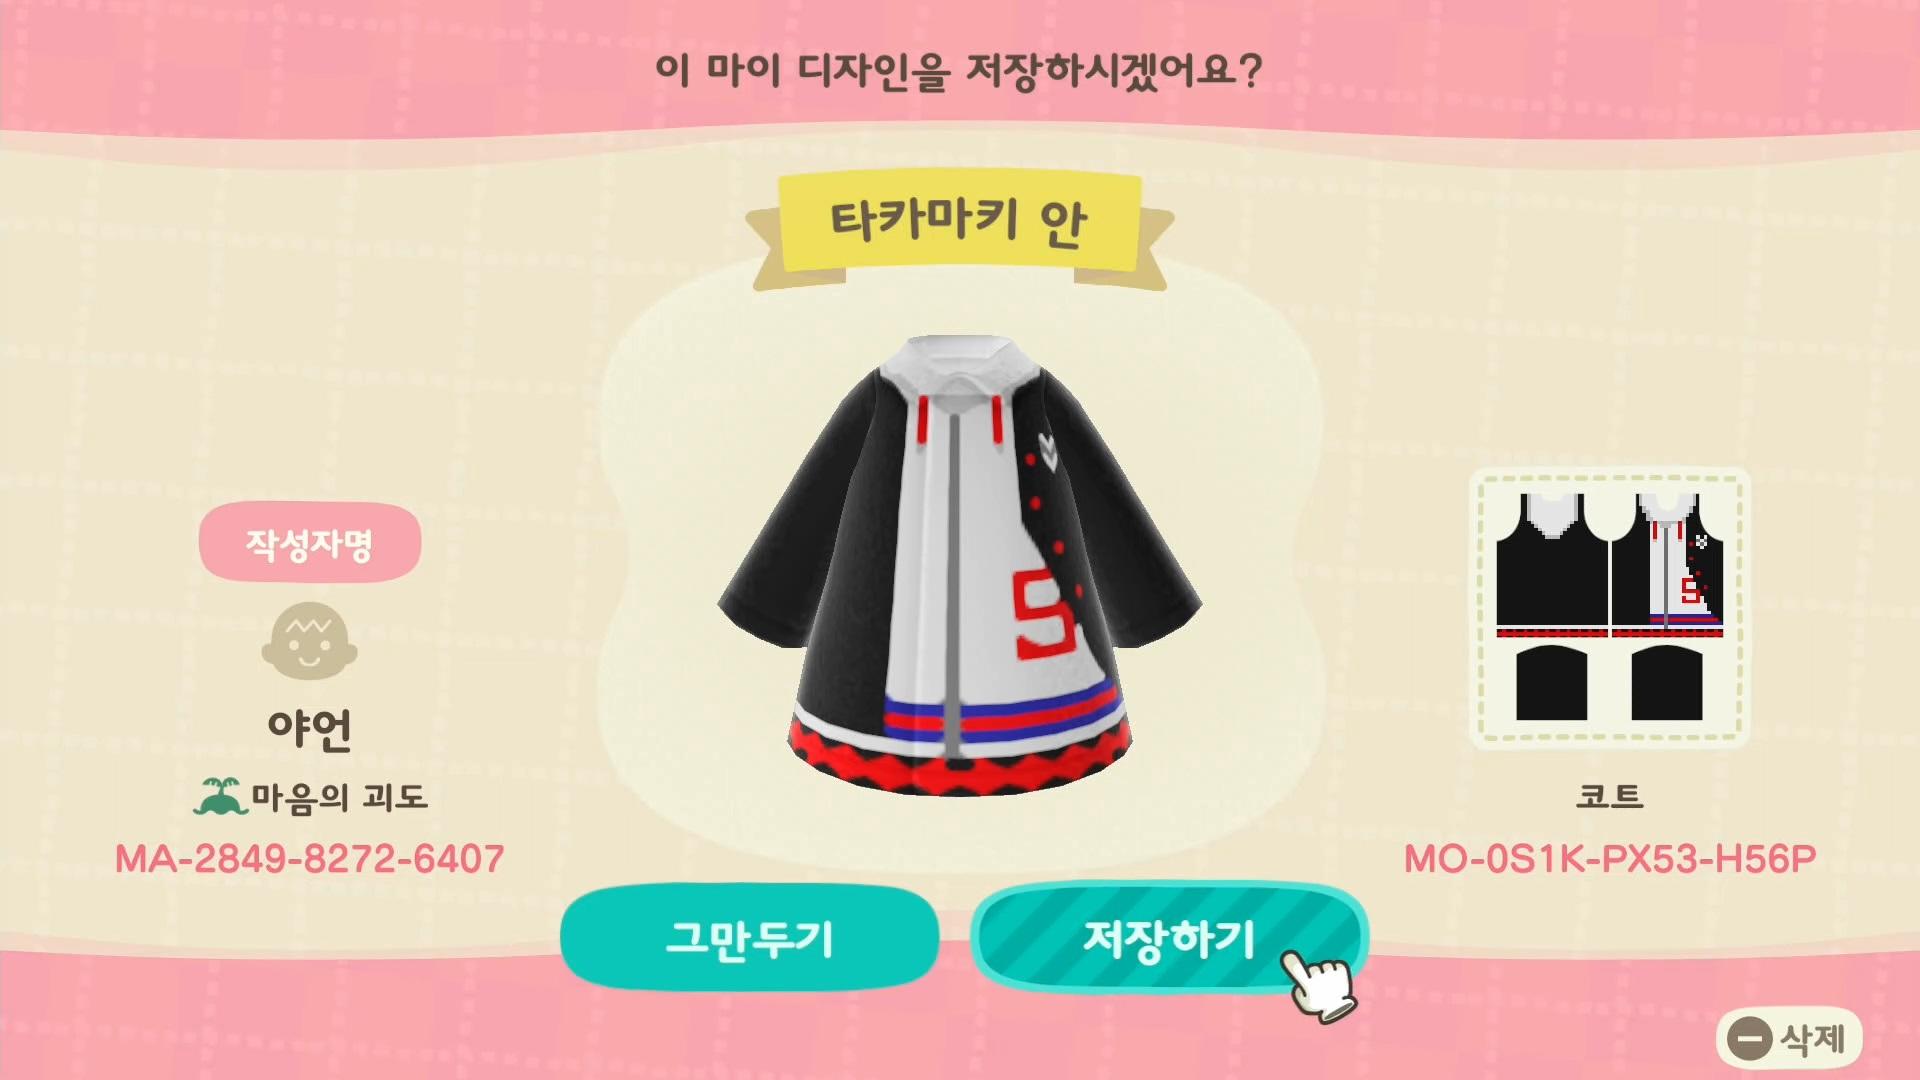 이 마이 디자인을 저장하시겠어요?
타카마키 안
S
작성자명
야언
마음의 괴도
MA-2849-8272-6407
코트
MO-0S1K-PX53-H56P
그만두기
저장하기
삭제